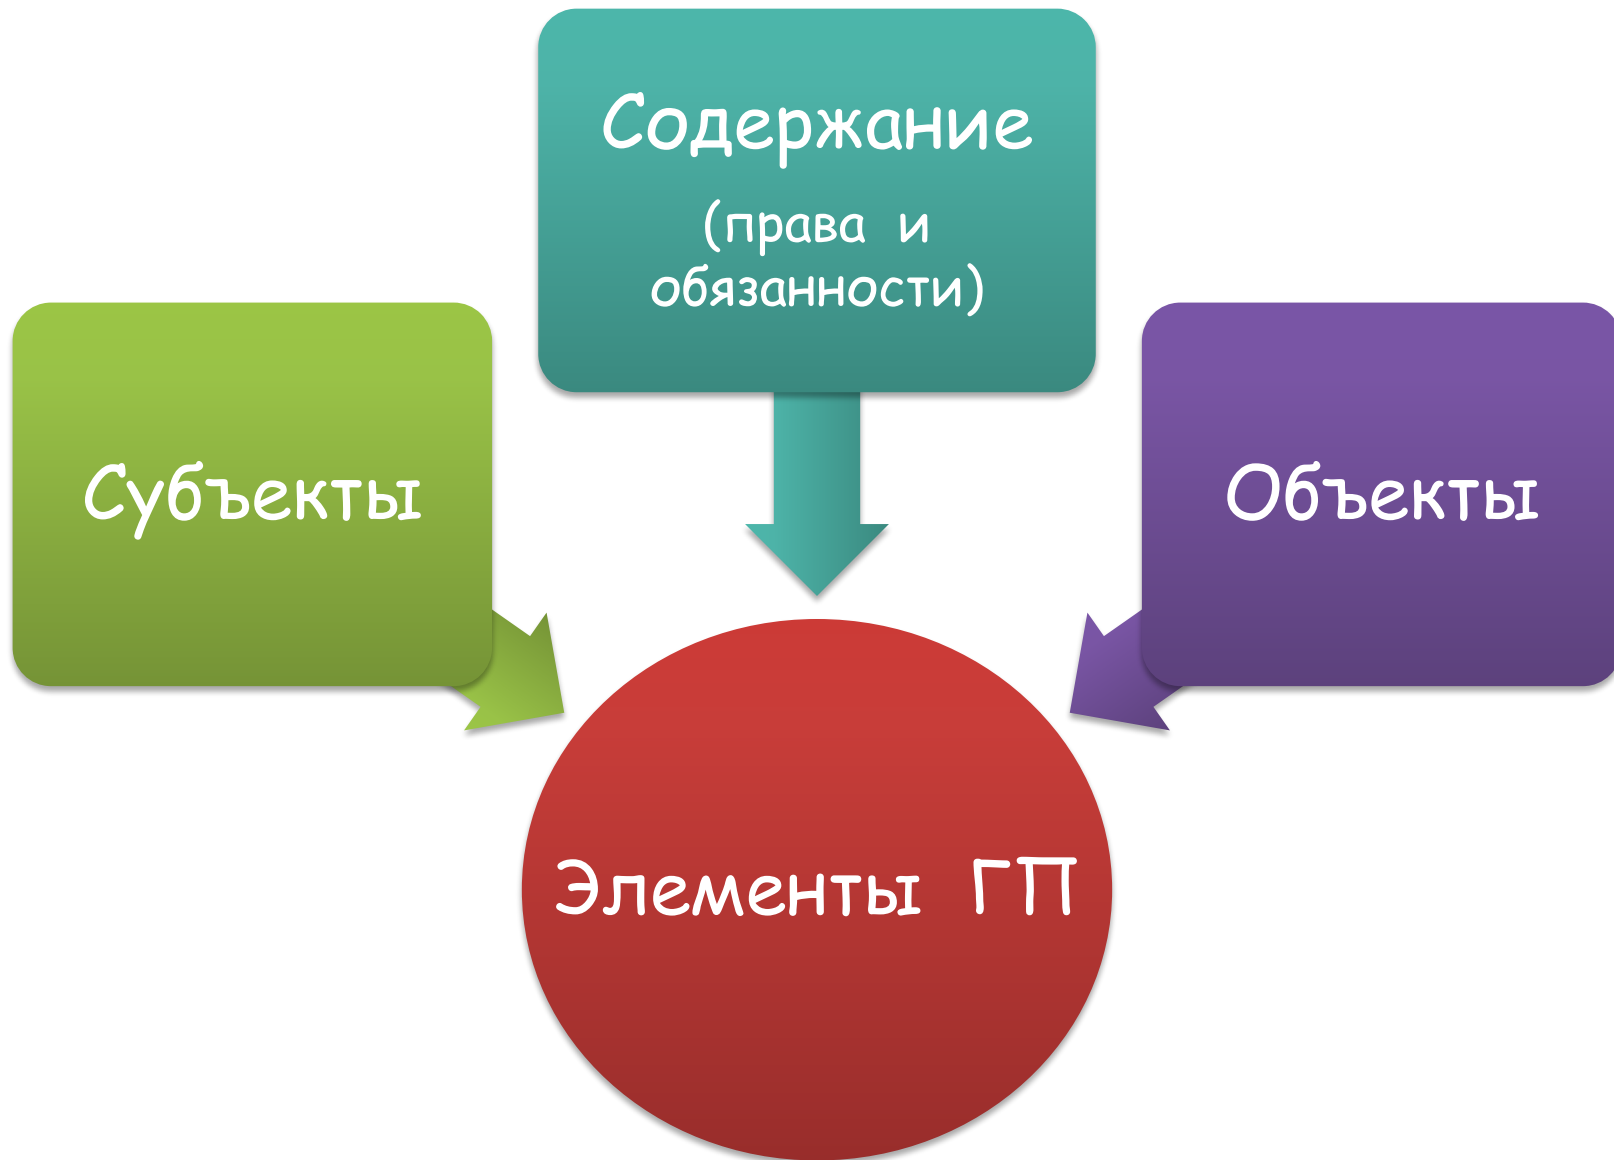 Содержание
(права и
обязанности)
Субъекты
Объекты
Элементы ГП